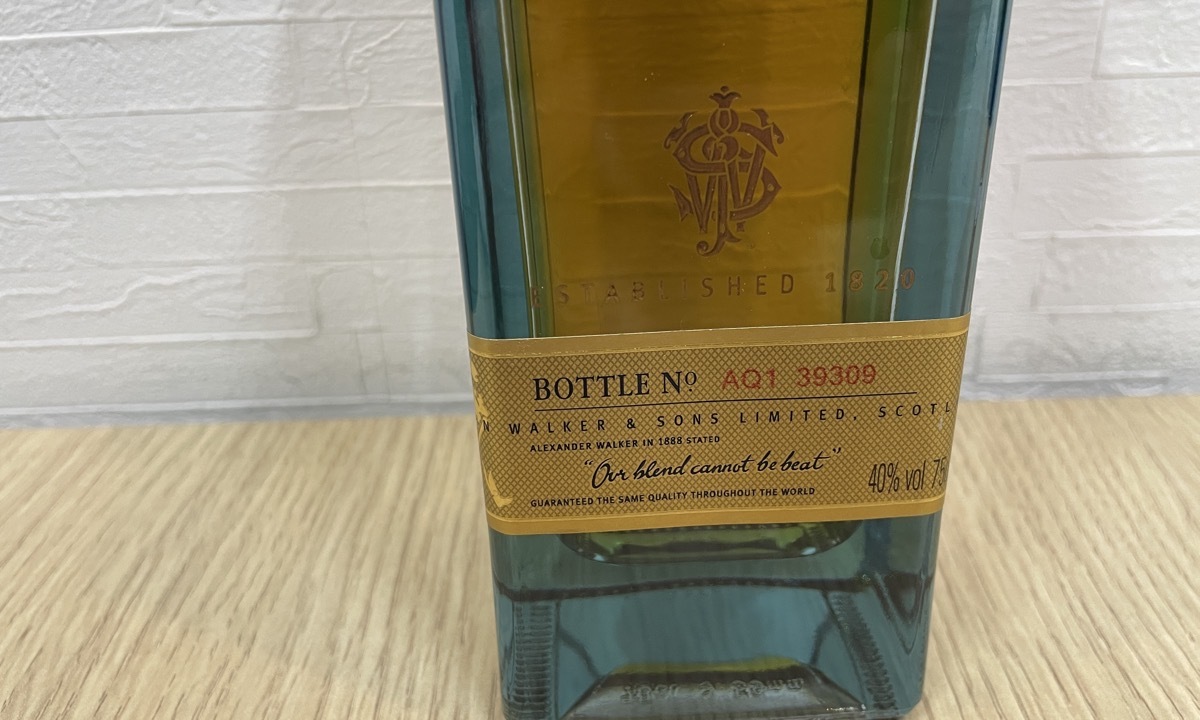 ESTABLISHED 1820
BOTTLE Nº AQ1 39309
N WALKER & SONS LIMITED, SCOTL
ALEXANDER WALKER IN 1888 STATED
"Our blend cannot be beat"
40% vol 75
GUARANTEED THE SAME QUALITY THROUGHOUT THE WORLD